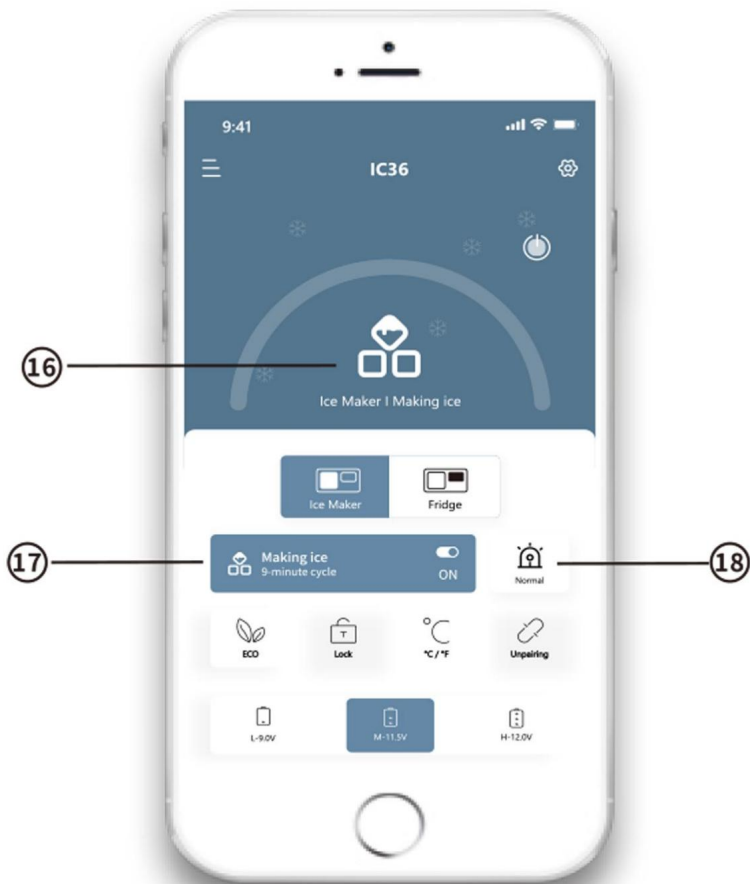 9:41
IC36
⑯
Ice Maker I Making ice
Ice Maker
Fridge
⑰
Making ice
9-minute cycle
ON
Normal
⑱
ECO
T
Lock
°C
°C / °F
Unpairing
L-9.0V
M-11.5V
H-12.0V